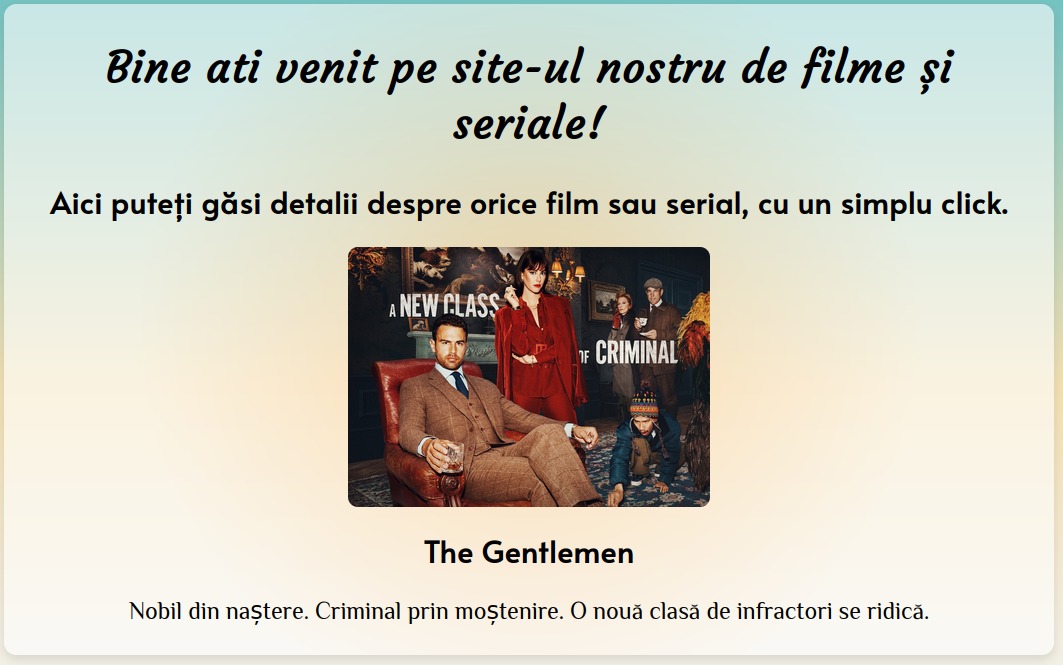 Bine ati venit pe site-ul nostru de filme și
seriale!
Aici puteți găsi detalii despre orice film sau serial, cu un simplu click.
A NEW CLASS
OF CRIMINAL
The Gentlemen
Nobil din naștere. Criminal prin moștenire. O nouă clasă de infractori se ridică.